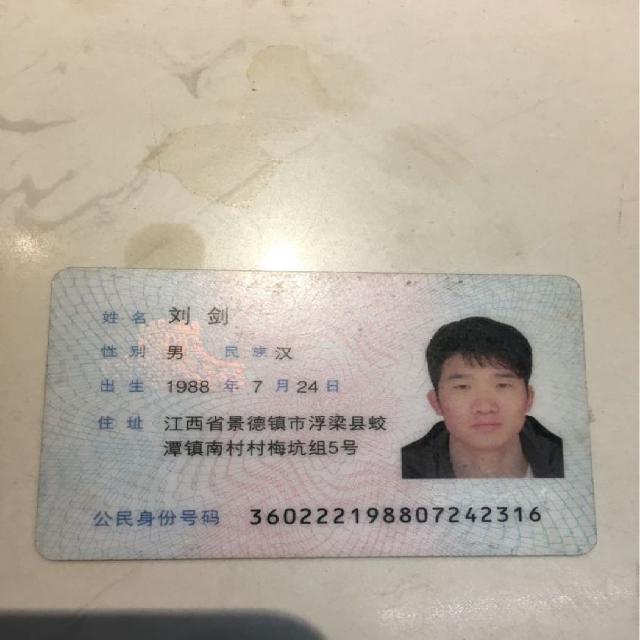 姓名 刘剑
性别 男 民族 汉
出生 1988 年 7 月 24 日
住址 江西省景德镇市浮梁县蛟
潭镇南村村梅坑组5号
公民身份号码 360222198807242316